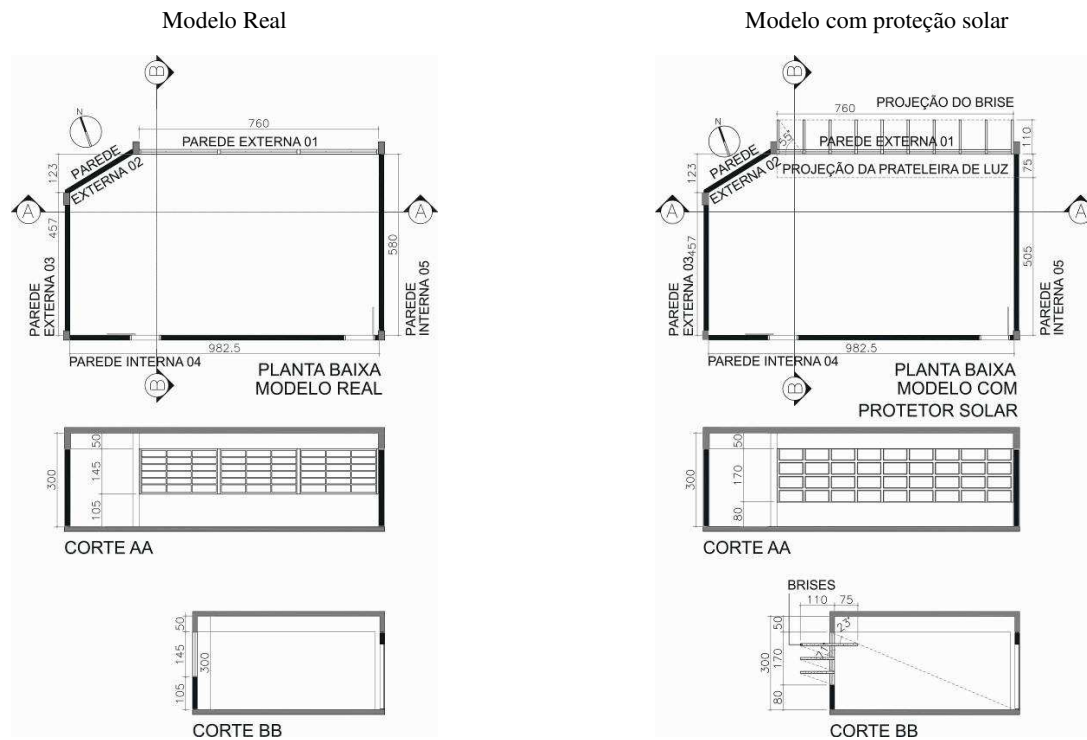 Modelo Real
B
N
760
PAREDE EXTERNA 01
PAREDE
EXTERNA 02
123
A
A
457
580
PAREDE
EXTERNA 03
PAREDE
INTERNA 05
982.5
PAREDE INTERNA 04
B
PLANTA BAIXA
MODELO REAL
50
145
105
300
CORTE AA
50
145
105
300
CORTE BB
Modelo com proteção solar
B
N
760
PROJEÇÃO DO BRISE
55°
PAREDE EXTERNA 01
110
PAREDE
EXTERNA 02
PROJEÇÃO DA PRATELEIRA DE LUZ
75
123
A
A
457
505
PAREDE
EXTERNA 03
PAREDE
INTERNA 05
982.5
PAREDE INTERNA 04
B
PLANTA BAIXA
MODELO COM
PROTETOR SOLAR
50
170
80
300
CORTE AA
BRISES
110
75
23°
50
170
80
300
CORTE BB